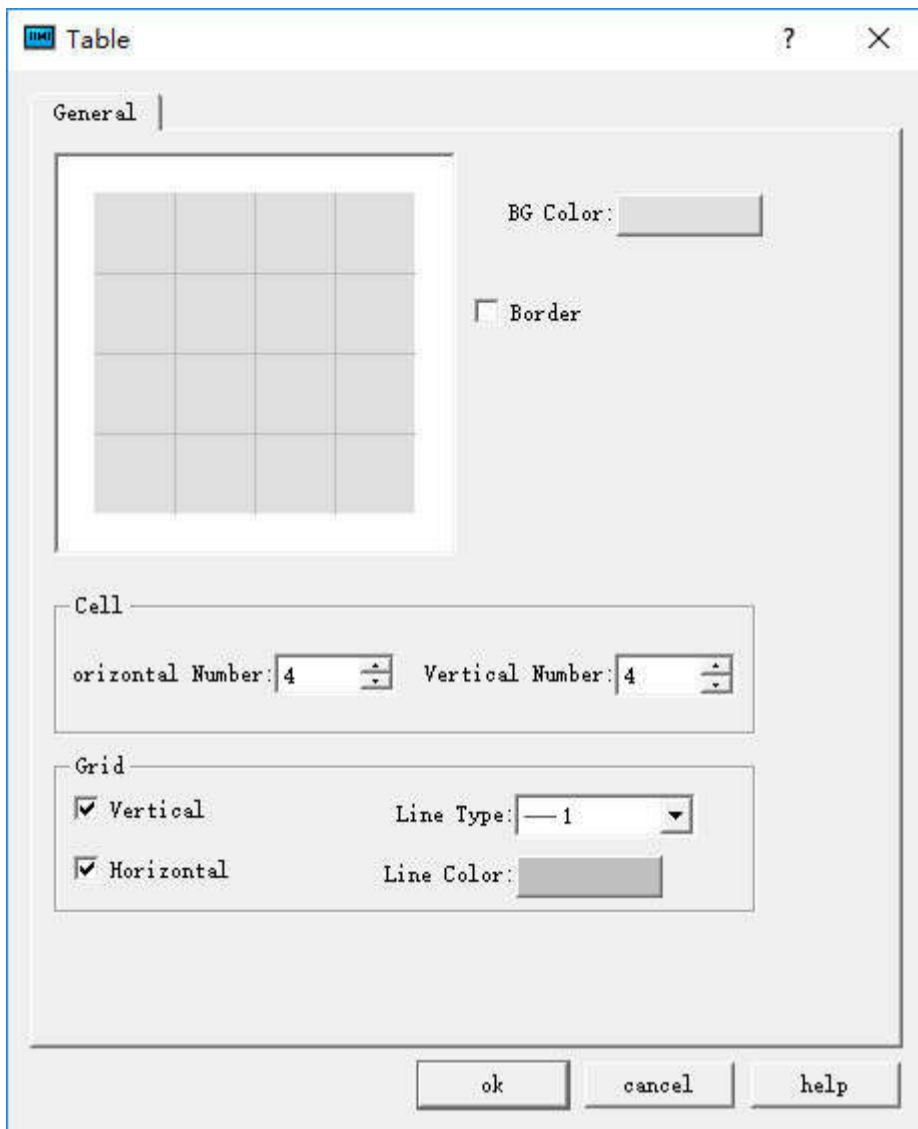 Table
General
BG Color:
Border
Cell
orizontal Number: 4 Vertical Number: 4
Grid
Vertical Line Type: 1
Horizontal Line Color:
ok cancel help